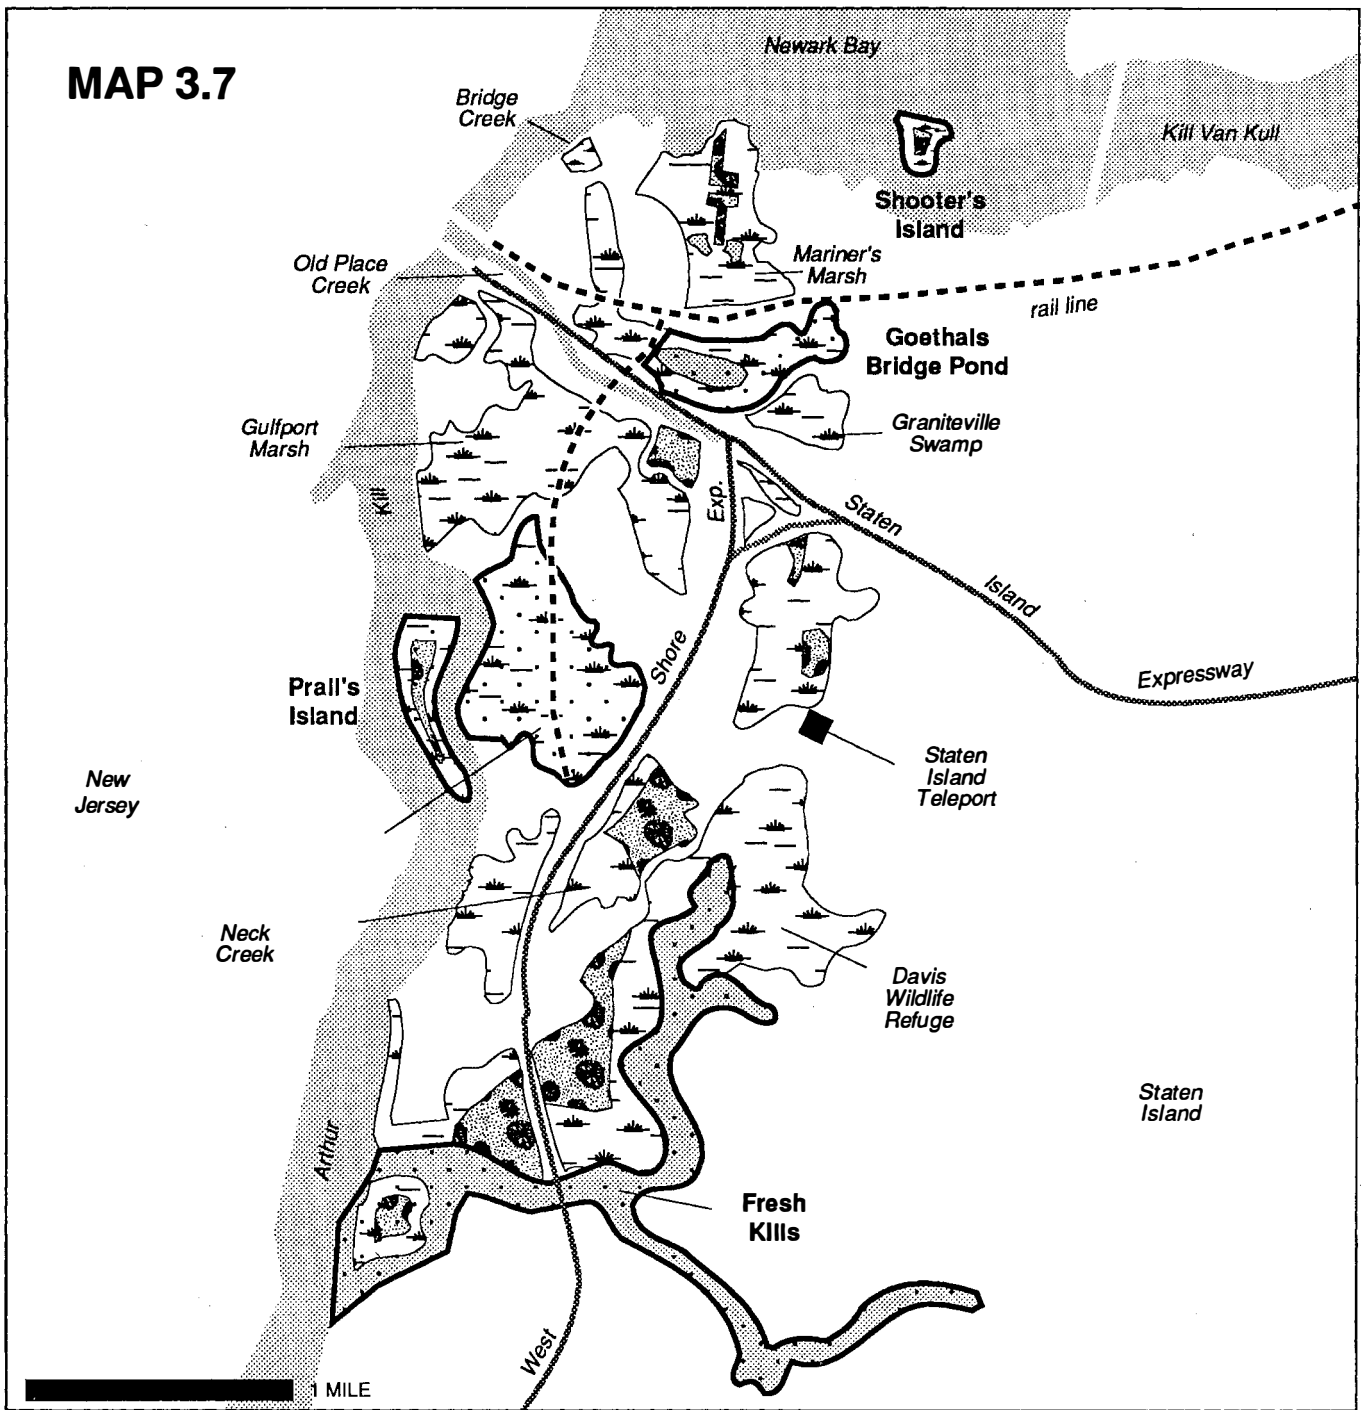 Newark Bay
MAP 3.7
Bridge
Creek
Kill Van Kull
Shooter's
Island
Old Place
Creek
Mariner's
Marsh
rail line
Goethals
Bridge Pond
Gulfport
Marsh
Graniteville
Swamp
Kill
Exp.
Staten
Island
Expressway
Shore
Prall's
Island
New
Jersey
Staten
Island
Teleport
Neck
Creek
Davis
Wildlife
Refuge
Staten
Island
Arthur
Fresh
Kills
West
1 MILE